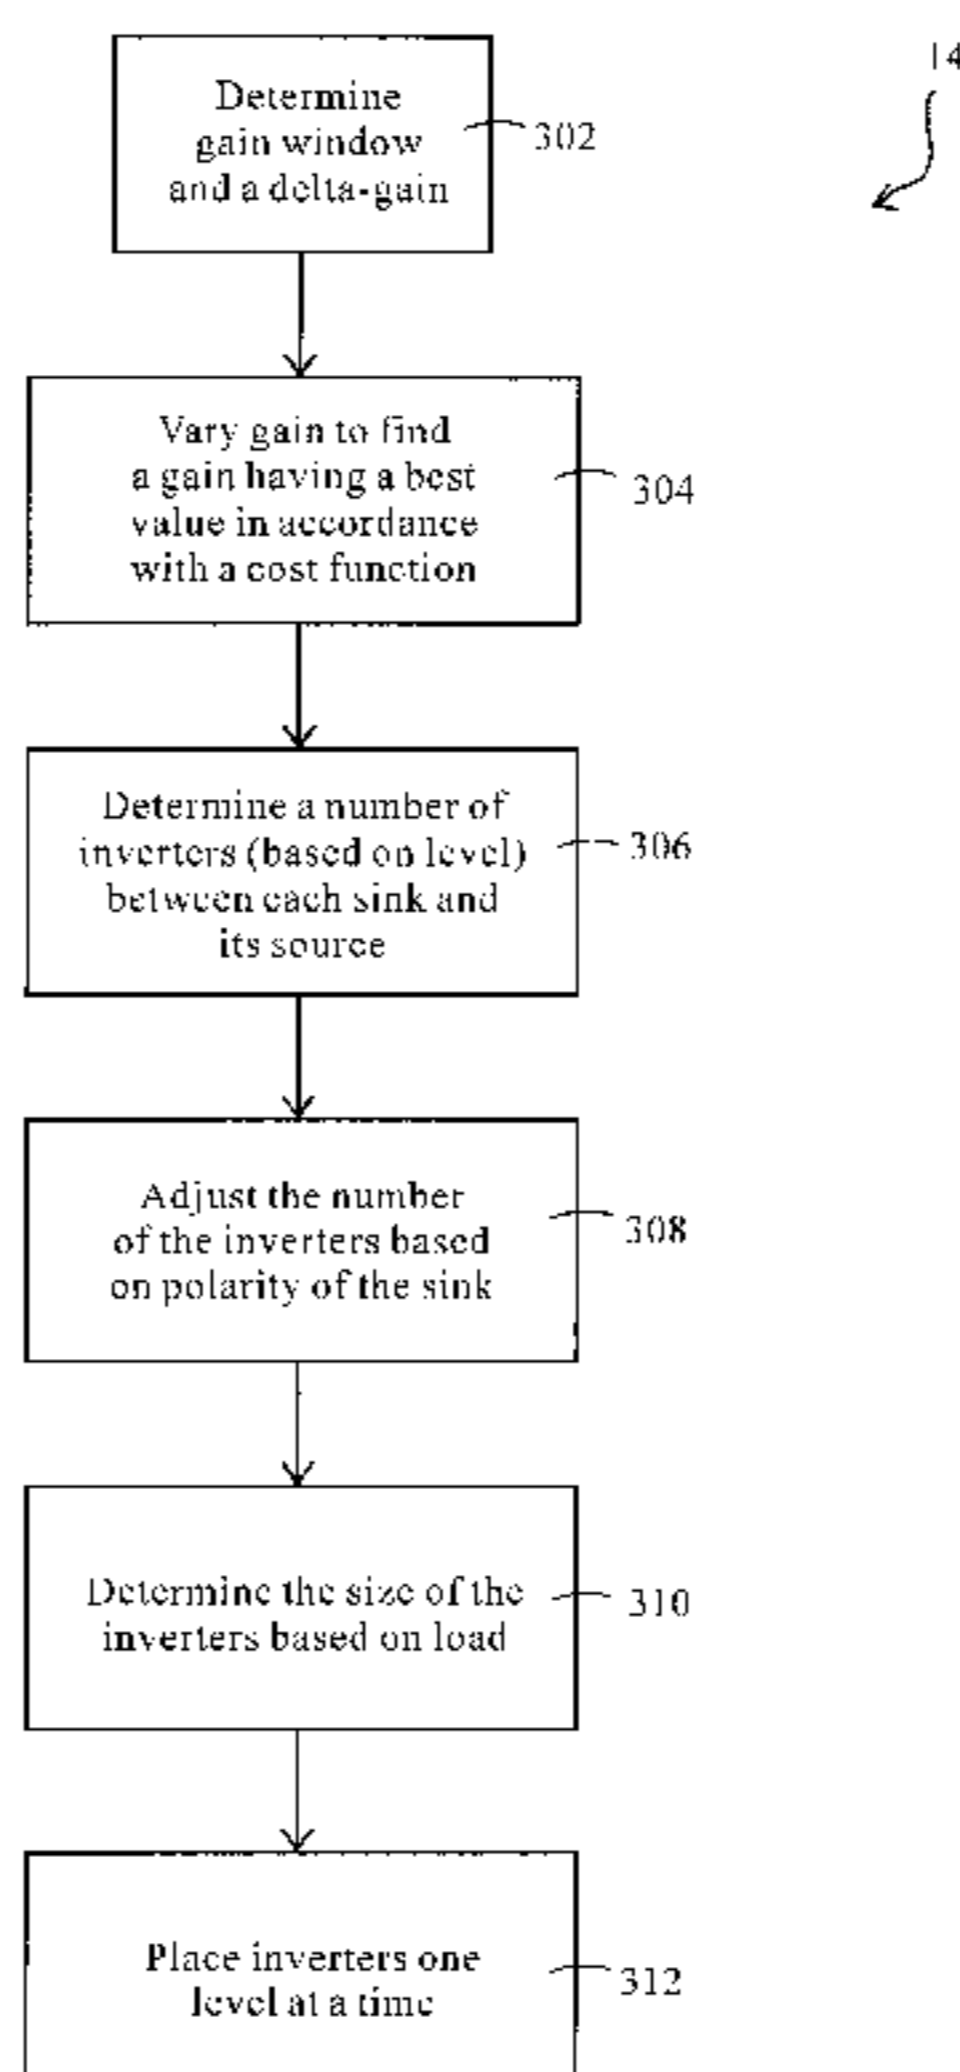 14
Determine
gain window
and a delta-gain
302
Vary gain to find
a gain having a best
value in accordance
with a cost function
304
Determine a number of
inverters (based on level)
between each sink and
its source
306
Adjust the number
of the inverters based
on polarity of the sink
308
Determine the size of the
inverters based on load
310
Place inverters one
level at a time
312